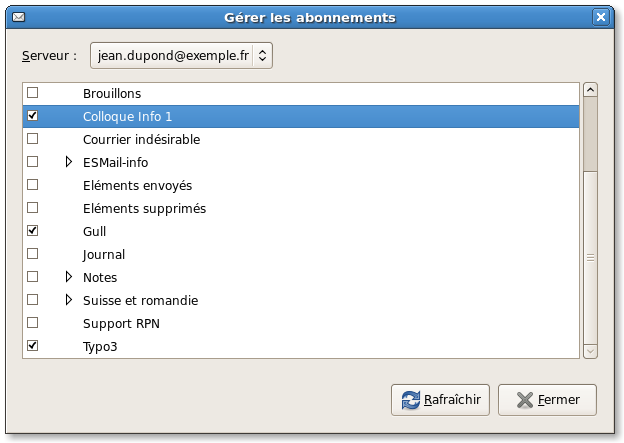 Gérer les abonnements
Serveur : jean.dupond@exemple.fr
Brouillons
Colloque Info 1
Courrier indésirable
ESMail-info
Eléments envoyés
Eléments supprimés
Gull
Journal
Notes
Suisse et romandie
Support RPN
Typo3
Rafraîchir Fermer